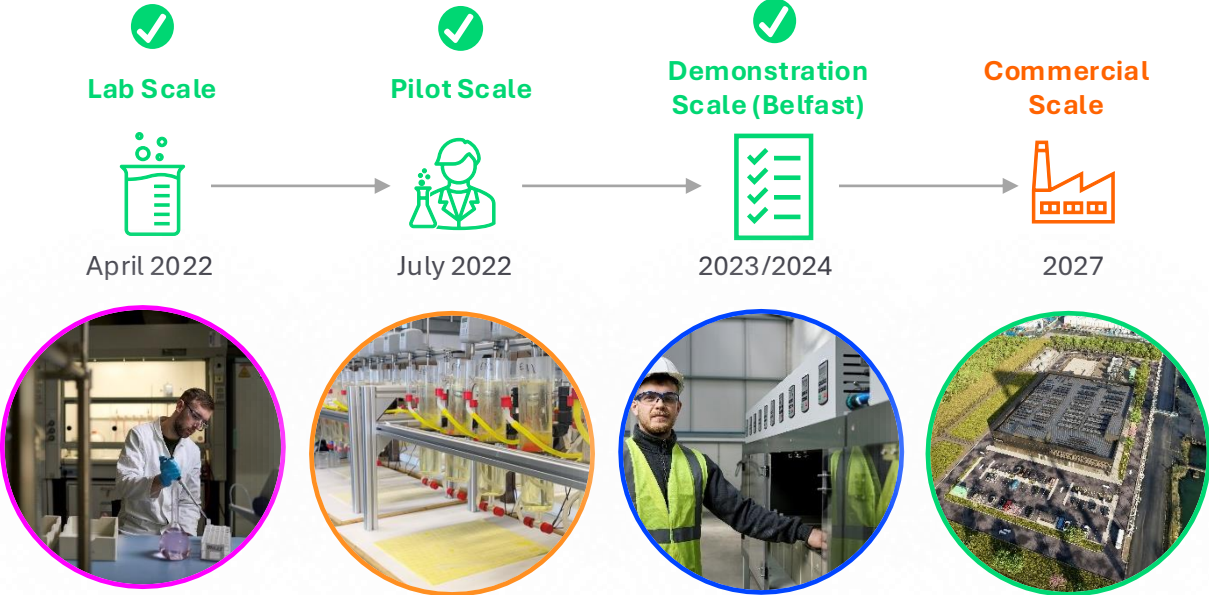 Lab Scale
Pilot Scale
Demonstration
Scale (Belfast)
Commercial
Scale
April 2022
July 2022
2023/2024
2027